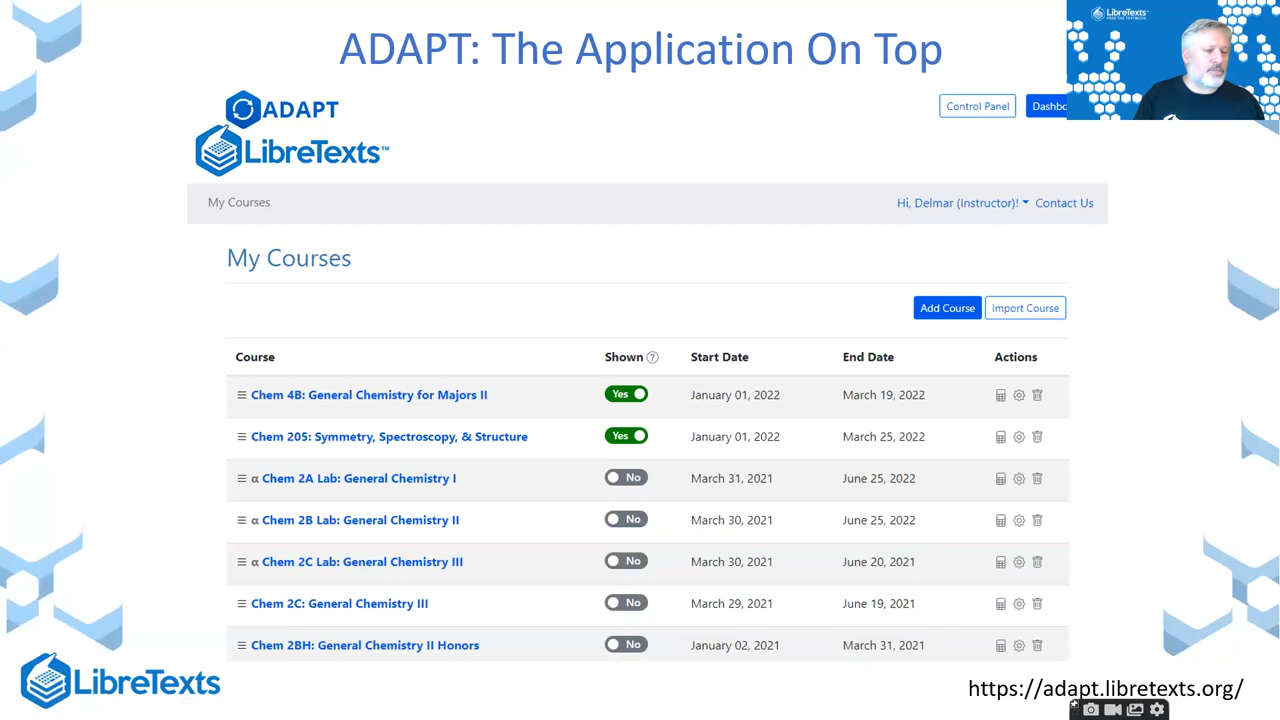 ADAPT: The Application On Top
LibreTexts™
ADAPT
LibreTexts™
Control Panel
Dashbo
My Courses
Hi, Delmar (Instructor)!
Contact Us
My Courses
Add Course
Import Course
Course Shown ? Start Date End Date Actions
Chem 4B: General Chemistry for Majors II Yes January 01, 2022 March 19, 2022
Chem 205: Symmetry, Spectroscopy, & Structure Yes January 01, 2022 March 25, 2022
α Chem 2A Lab: General Chemistry I No March 31, 2021 June 25, 2022
α Chem 2B Lab: General Chemistry II No March 30, 2021 June 25, 2022
α Chem 2C Lab: General Chemistry III No March 30, 2021 June 20, 2021
Chem 2C: General Chemistry III No March 29, 2021 June 19, 2021
Chem 2BH: General Chemistry II Honors No January 02, 2021 March 31, 2021
LibreTexts
https://adapt.libretexts.org/